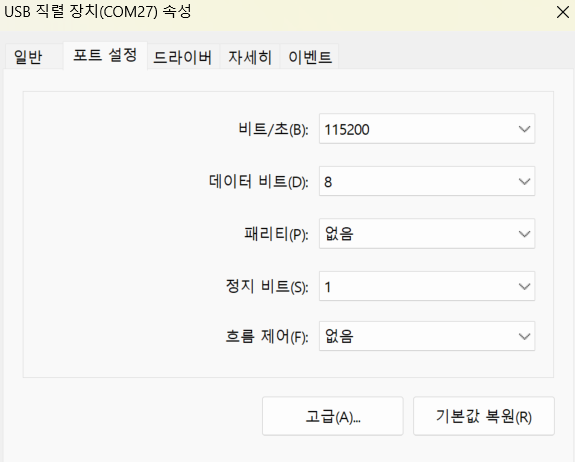 USB 직렬 장치(COM27) 속성
일반 포트 설정 드라이버 자세히 이벤트
비트/초(B): 115200
데이터 비트(D): 8
패리티(P): 없음
정지 비트(S): 1
흐름 제어(F): 없음
고급(A)... 기본값 복원(R)